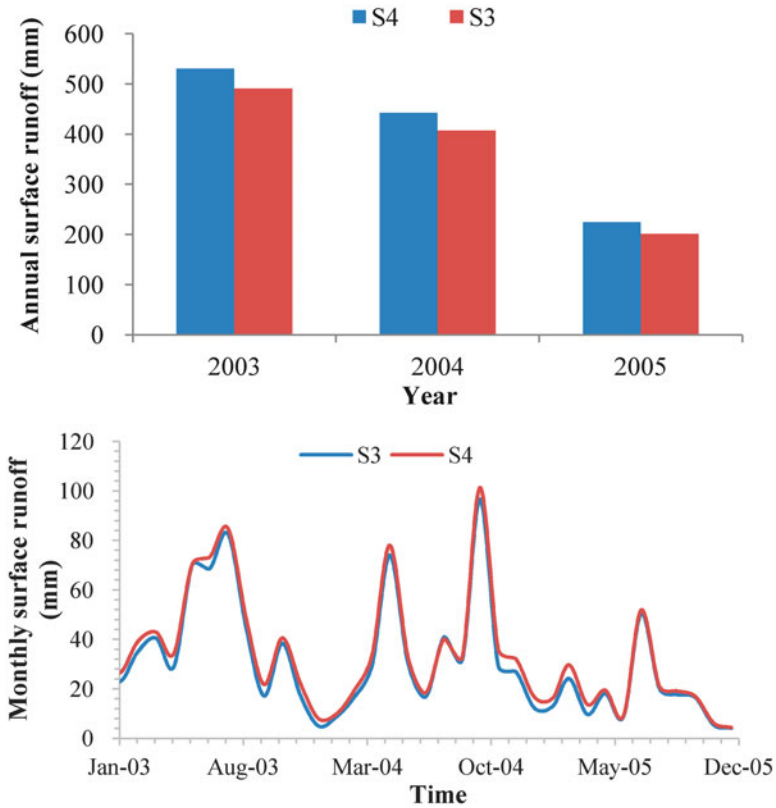 S4 S3
Annual surface runoff (mm)
600
500
400
300
200
100
0
2003 2004 2005
Year
S3 S4
Monthly surface runoff
(mm)
120
100
80
60
40
20
0
Jan-03 Aug-03 Mar-04 Oct-04 May-05 Dec-05
Time